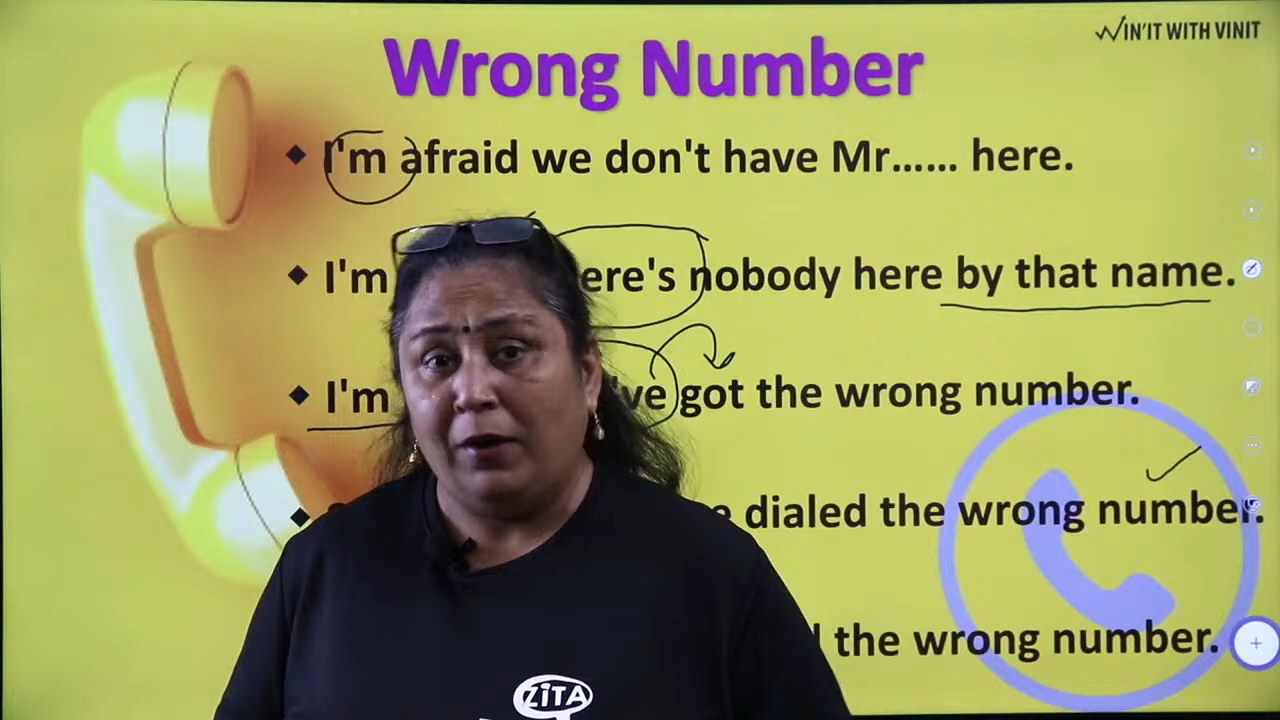 WIN'IT WITH VINIT
Wrong Number
I'm afraid we don't have Mr...... here.
I'm ere's nobody here by that name.
I'm 've got the wrong number.
dialed the wrong number.
the wrong number.
ZiTA